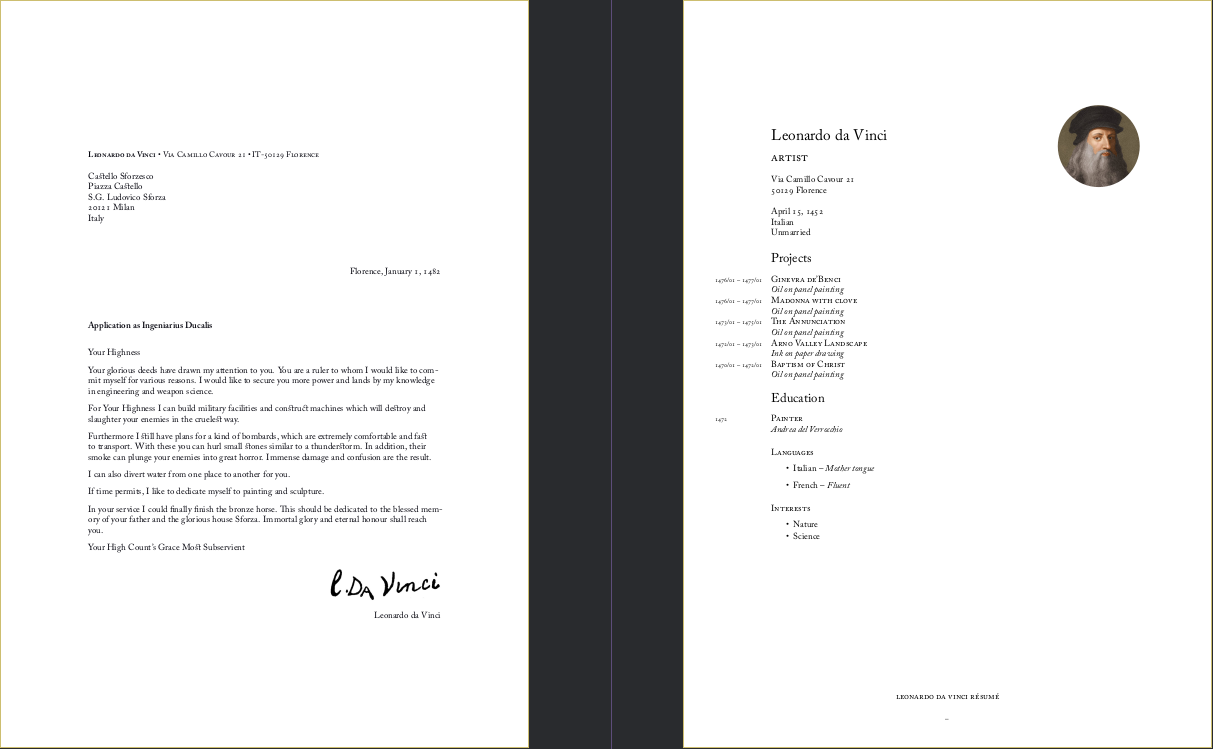 Leonardo da Vinci • Via Camillo Cavour 21 • IT-50129 Florence
Castello Sforzesco
Piazza Castello
S.G. Ludovico Sforza
20121 Milan
Italy
Florence, January 1, 1482
Application as Ingeniarius Ducalis
Your Highness
Your glorious deeds have drawn my attention to you. You are a ruler to whom I would like to com-
mit myself for various reasons. I would like to secure you more power and lands by my knowledge
in engineering and weapon science.
For Your Highness I can build military facilities and construct machines which will destroy and
slaughter your enemies in the cruelest way.
Furthermore I still have plans for a kind of bombards, which are extremely comfortable and fast
to transport. With these you can hurl small stones similar to a thunderstorm. In addition, their
smoke can plunge your enemies into great horror. Immense damage and confusion are the result.
I can also divert water from one place to another for you.
If time permits, I like to dedicate myself to painting and sculpture.
In your service I could finally finish the bronze horse. This should be dedicated to the blessed mem-
ory of your father and the glorious house Sforza. Immortal glory and eternal honour shall reach
you.
Your High Count's Grace Most Subservient
l. DA Vinci
Leonardo da Vinci
Leonardo da Vinci
ARTIST
Via Camillo Cavour 21
50129 Florence
April 15, 1452
Italian
Unmarried
Projects
1476/01 – 1477/01 Ginevra de'Benci
Oil on panel painting
1476/01 – 1477/01 Madonna with clove
Oil on panel painting
1473/01 – 1475/01 The Annunciation
Oil on panel painting
1472/01 – 1473/01 Arno Valley Landscape
Ink on paper drawing
1470/01 – 1472/01 Baptism of Christ
Oil on panel painting
Education
1472 Painter
Andrea del Verrocchio
Languages
• Italian – Mother tongue
• French – Fluent
Interests
• Nature
• Science
LEONARDO DA VINCI RÉSUMÉ